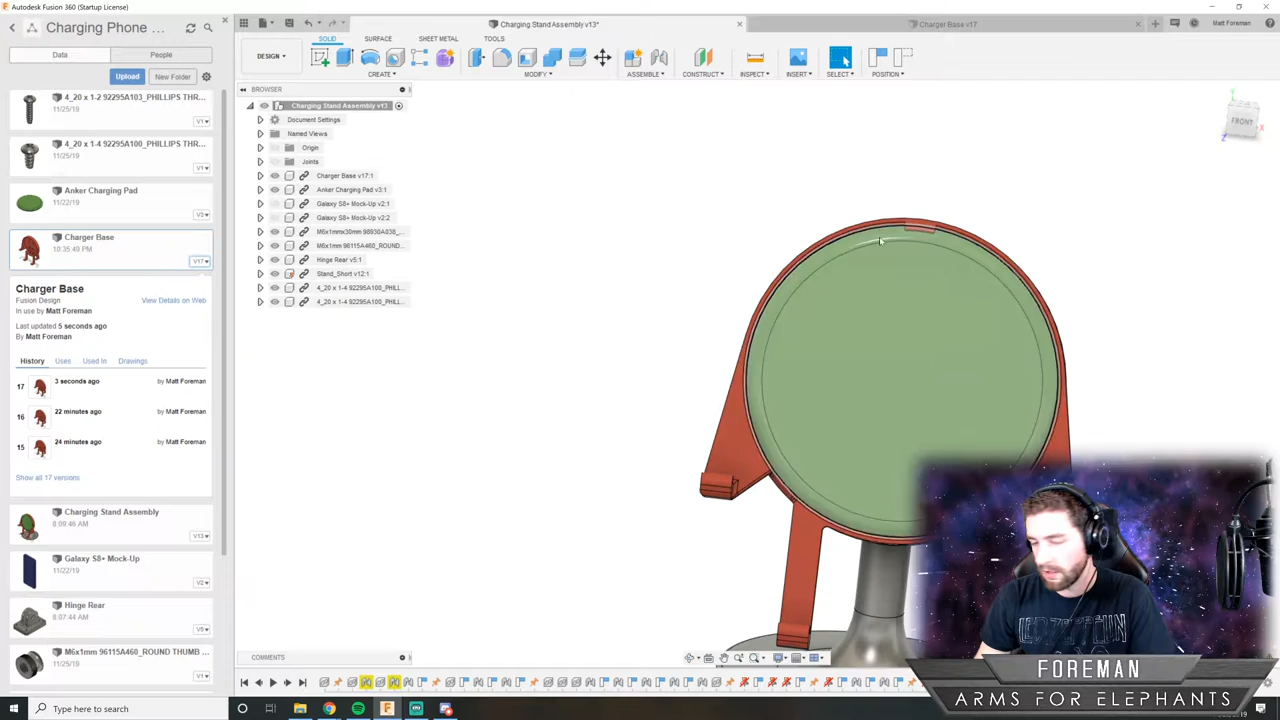 Autodesk Fusion 360 (Startup License)
Charging Phone ...
Charging Stand Assembly v13*
Charger Base v17
Matt Foreman
Data
People
SOLID
SURFACE
SHEET METAL
TOOLS
DESIGN
Upload
New Folder
CREATE
MODIFY
ASSEMBLE
CONSTRUCT
INSPECT
INSERT
SELECT
POSITION
BROWSER
4_20 x 1-2 92295A103_PHILLIPS THR...
11/25/19
V1
4_20 x 1-4 92295A100_PHILLIPS THR...
11/25/19
V1
Anker Charging Pad
11/22/19
V3
Charger Base
10:35:49 PM
V17
Charger Base
Fusion Design
View Details on Web
In use by Matt Foreman
Last updated 5 seconds ago
By Matt Foreman
History
Uses
Used In
Drawings
17
3 seconds ago
by Matt Foreman
16
22 minutes ago
by Matt Foreman
15
24 minutes ago
by Matt Foreman
Show all 17 versions
Charging Stand Assembly
8:09:46 AM
V13
Galaxy S8+ Mock-Up
11/22/19
V2
Hinge Rear
8:07:44 AM
V5
M6x1mm 96115A460_ROUND THUMB ...
11/25/19
V1
Charging Stand Assembly v13
Document Settings
Named Views
Origin
Joints
Charger Base v17:1
Anker Charging Pad v3:1
Galaxy S8+ Mock-Up v2:1
Galaxy S8+ Mock-Up v2:2
M6x1mmx30mm 98930A038_...
M6x1mm 96115A460_ROUND...
Hinge Rear v5:1
Stand_Short v12:1
4_20 x 1-4 92295A100_PHILL...
4_20 x 1-4 92295A100_PHILL...
FRONT
COMMENTS
LED ZEPPELIN
FOREMAN
ARMS FOR ELEPHANTS
Type here to search